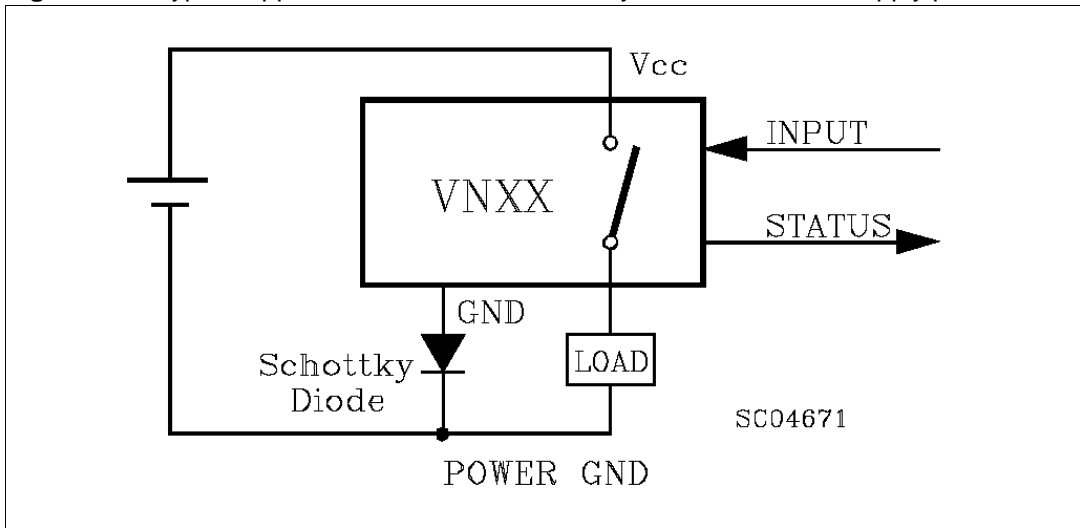 Vcc
INPUT
VNXX
STATUS
GND
Schottky
Diode
LOAD
SC04671
POWER GND